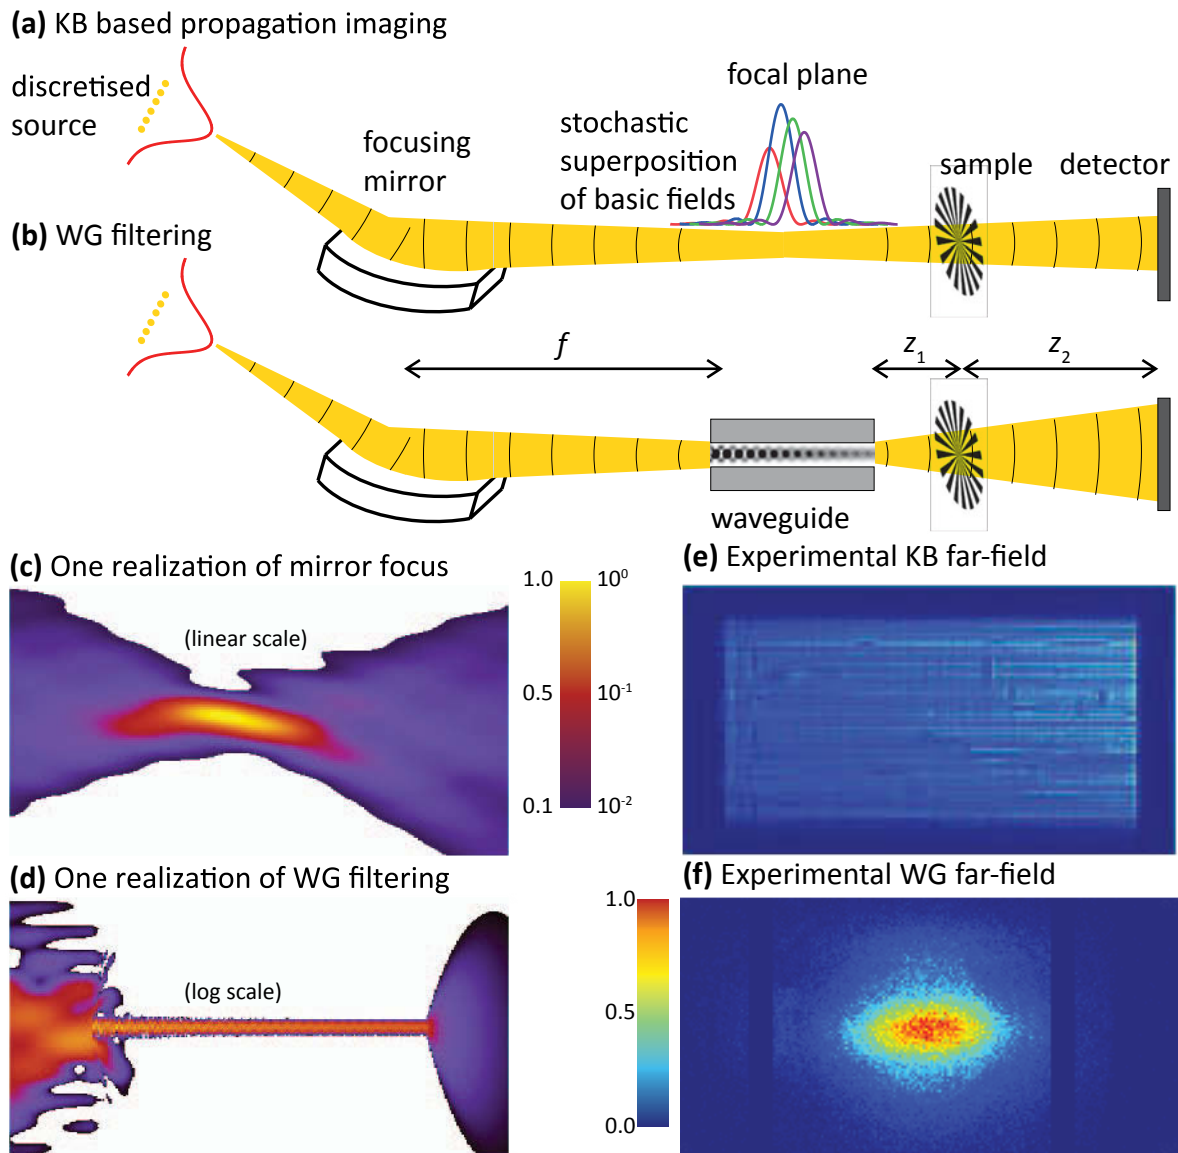 (a) KB based propagation imaging
discretised
source
focusing
mirror
focal plane
stochastic
superposition
of basic fields
sample
detector
(b) WG filtering
f
z1
z2
waveguide
(c) One realization of mirror focus
(linear scale)
1.0
0.5
0.1
10⁰
10⁻¹
10⁻²
(e) Experimental KB far-field
(d) One realization of WG filtering
(log scale)
1.0
0.5
0.0
(f) Experimental WG far-field